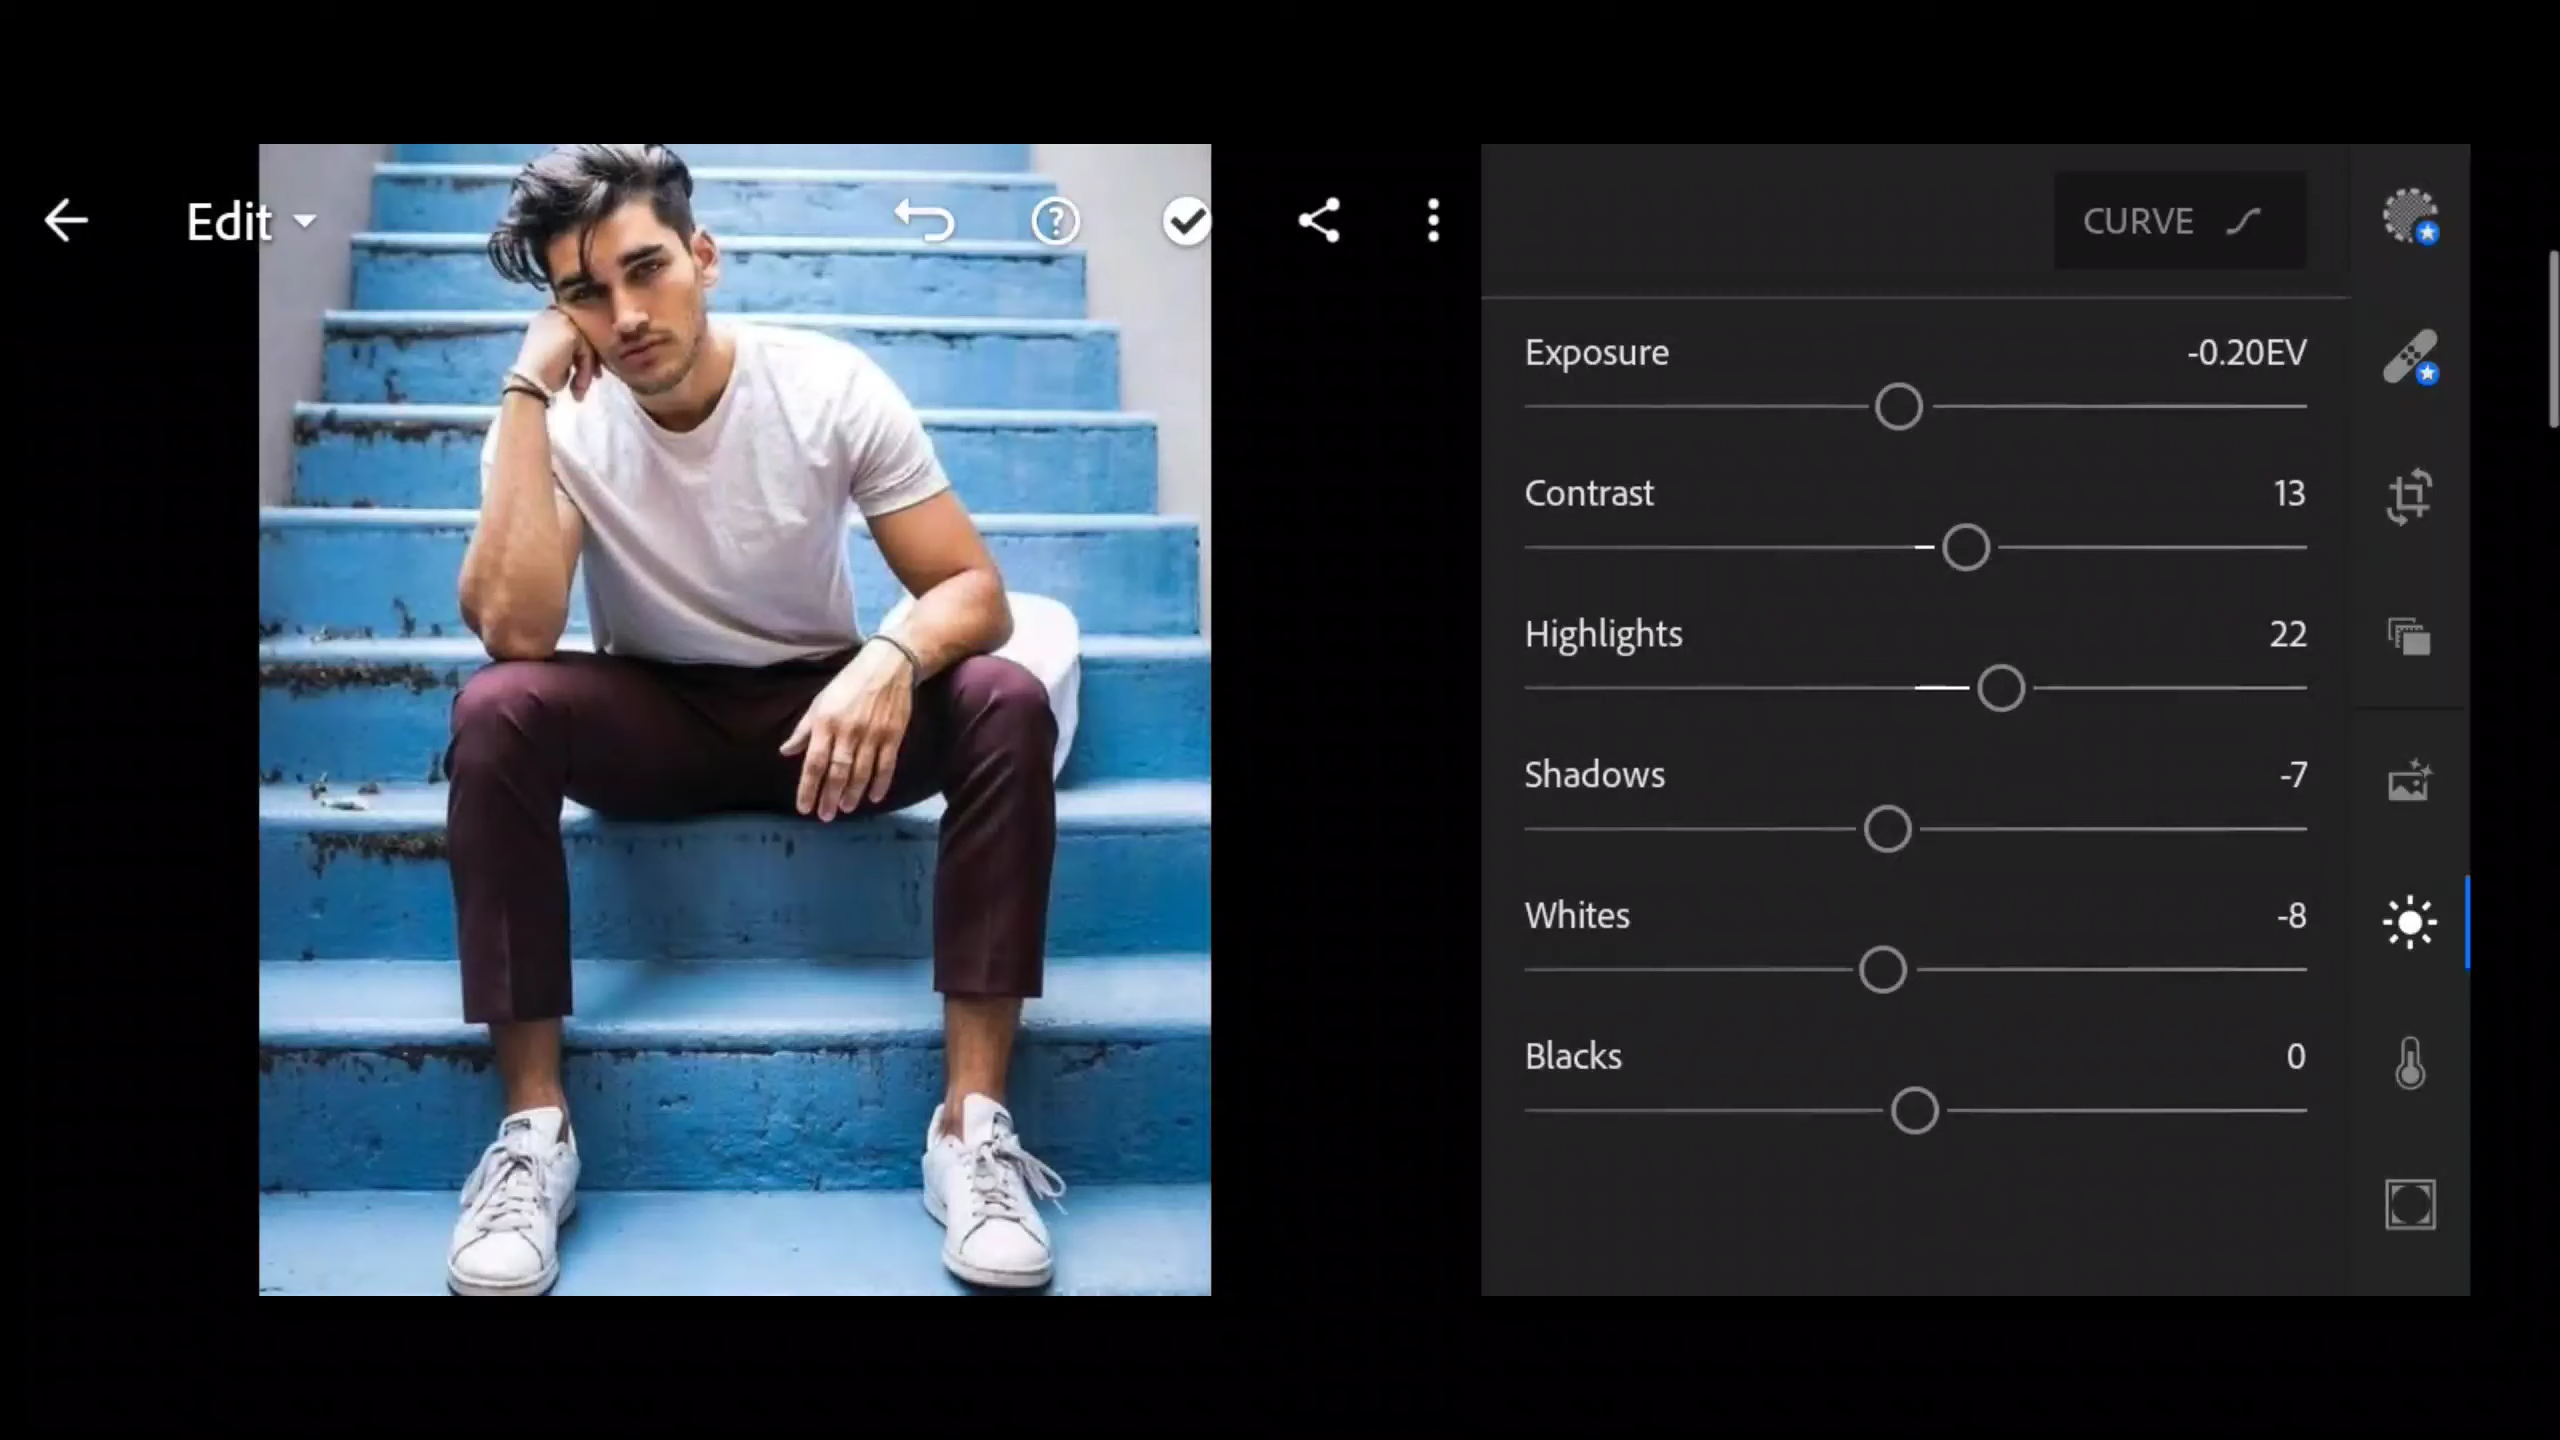 Edit
CURVE
Exposure -0.20EV
Contrast 13
Highlights 22
Shadows -7
Whites -8
Blacks 0